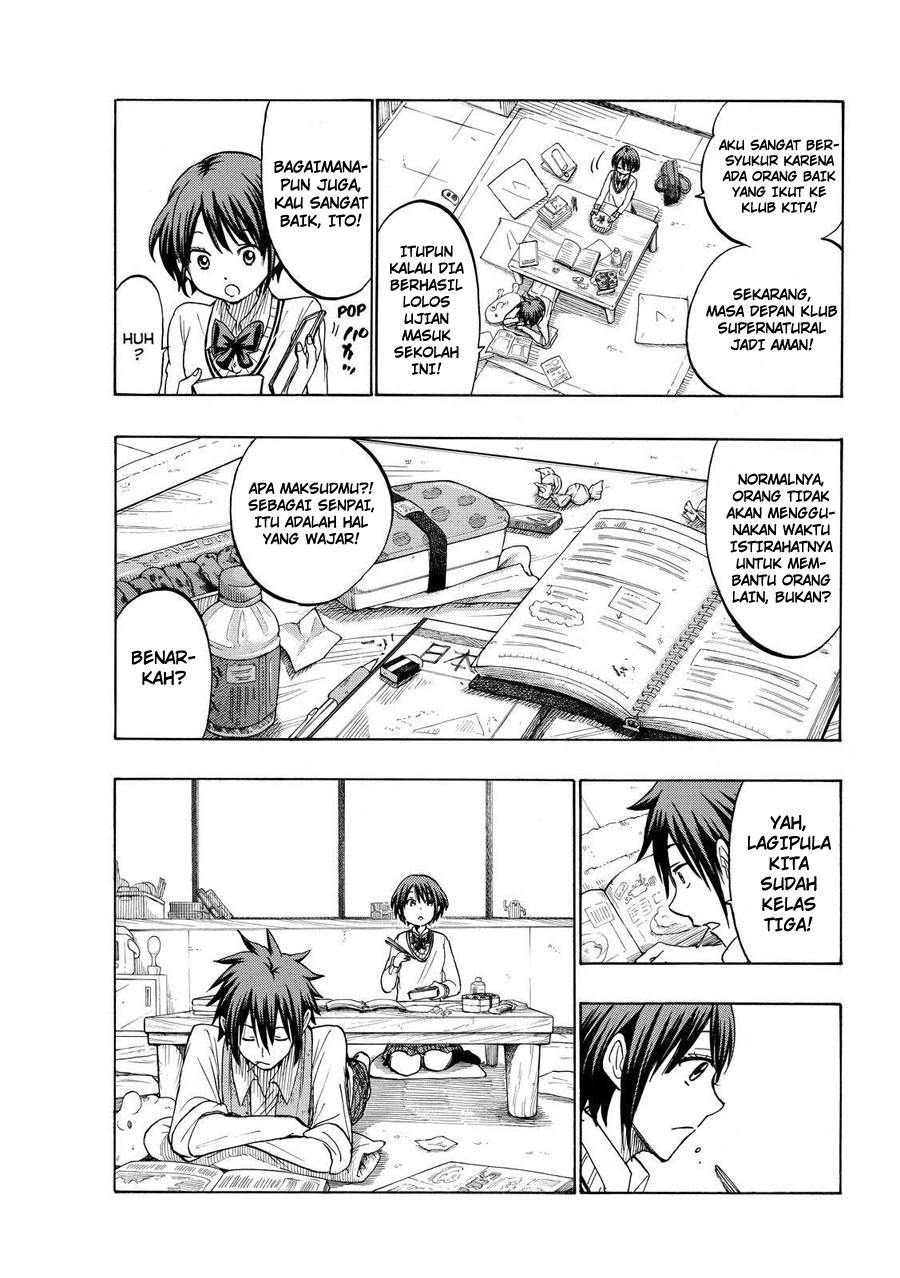 AKU SANGAT BER-
SYUKUR KARENA
ADA ORANG BAIK
YANG IKUT KE
KLUB KITA!
SEKARANG,
MASA DEPAN KLUB
SUPERNATURAL
JADI AMAN!
ITUPUN
KALAU DIA
BERHASIL
LOLOS
UJIAN
MASUK
SEKOLAH
INI!
BAGAIMANA-
PUN JUGA,
KAU SANGAT
BAIK, ITO!
POP
HUH
?
NORMALNYA,
ORANG TIDAK
AKAN MENGGU-
NAKAN WAKTU
ISTIRAHATNYA
UNTUK MEM-
BANTU ORANG
LAIN, BUKAN?
APA MAKSUDMU?!
SEBAGAI SENPAI,
ITU ADALAH HAL
YANG WAJAR!
BENAR-
KAH?
日本
YAH,
LAGIPULA
KITA
SUDAH
KELAS
TIGA!